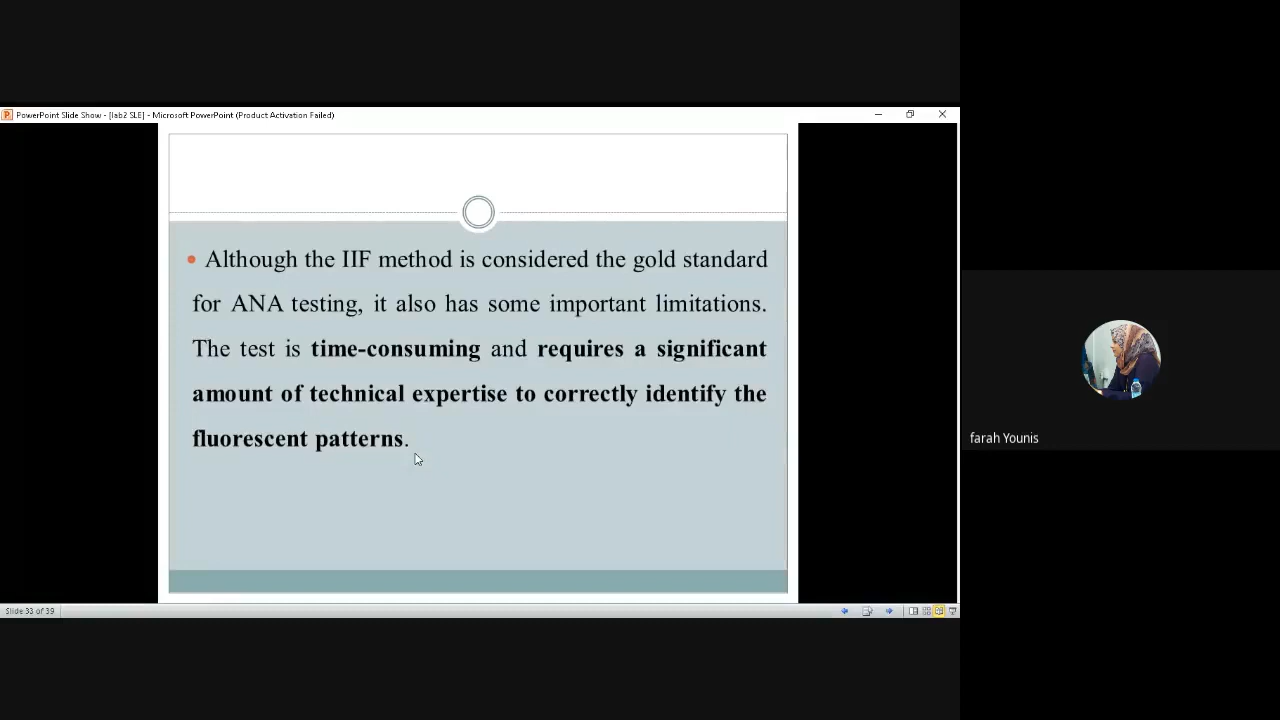 PowerPoint Slide Show - [lab2 SLE] - Microsoft PowerPoint (Product Activation Failed)
• Although the IIF method is considered the gold standard
for ANA testing, it also has some important limitations.
The test is time-consuming and requires a significant
amount of technical expertise to correctly identify the
fluorescent patterns.
farah Younis
Slide 33 of 39